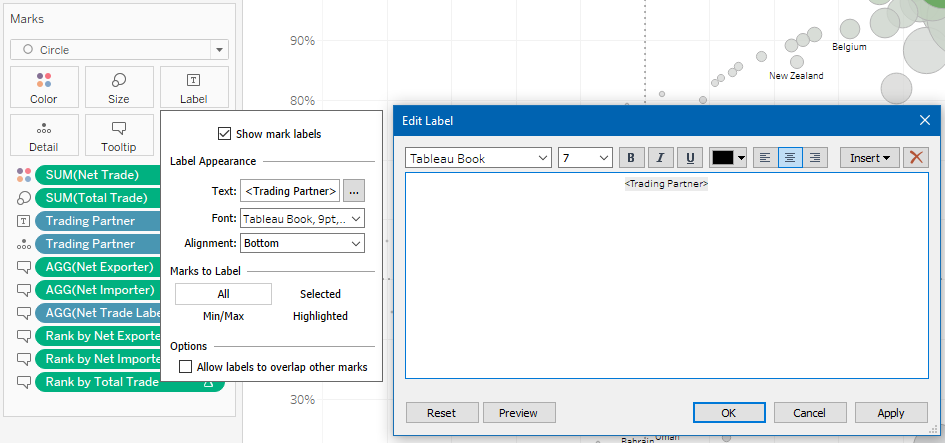 Marks
Circle
Color
Size
Label
Detail
Tooltip
SUM(Net Trade)
SUM(Total Trade)
Trading Partner
Trading Partner
AGG(Net Exporter)
AGG(Net Importer)
AGG(Net Trade Labe
Rank by Net Exporte
Rank by Net Importe
Rank by Total Trade
Show mark labels
Label Appearance
Text: <Trading Partner> ...
Font: Tableau Book, 9pt,...
Alignment: Bottom
Marks to Label
All Selected
Min/Max Highlighted
Options
Allow labels to overlap other marks
90%
80%
30%
Belgium
New Zealand
Edit Label
Tableau Book 7 B I U Insert
<Trading Partner>
Reset Preview OK Cancel Apply
Bahrain Oman